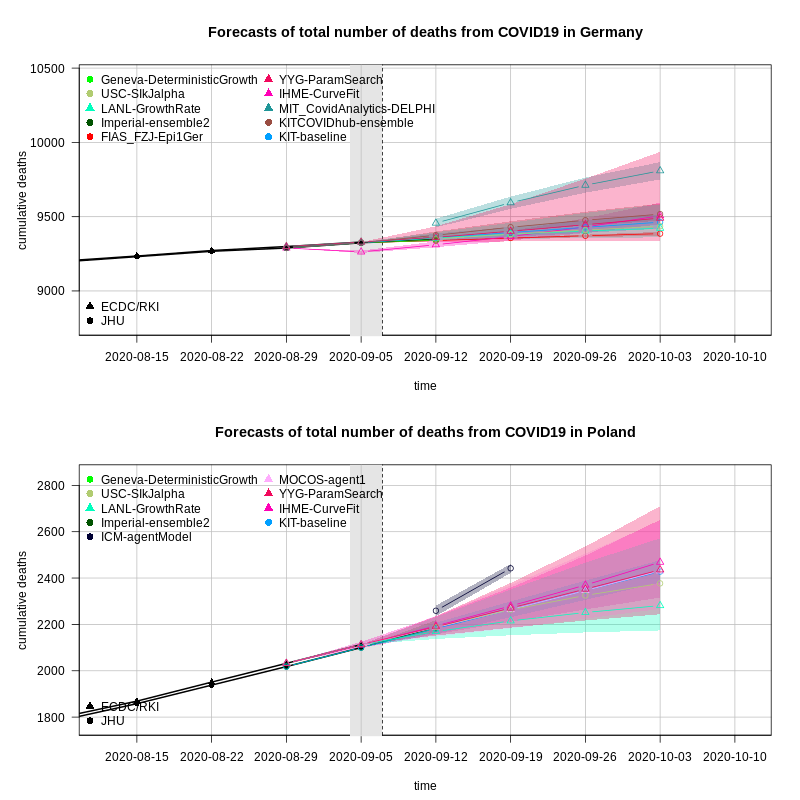 Forecasts of total number of deaths from COVID19 in Germany
cumulative deaths
10500
10000
9500
9000
Geneva-DeterministicGrowth
USC-SIkJalpha
LANL-GrowthRate
Imperial-ensemble2
FIAS_FZJ-Epi1Ger
YYG-ParamSearch
IHME-CurveFit
MIT_CovidAnalytics-DELPHI
KITCOVIDhub-ensemble
KIT-baseline
ECDC/RKI
JHU
2020-08-15 2020-08-22 2020-08-29 2020-09-05 2020-09-12 2020-09-19 2020-09-26 2020-10-03 2020-10-10
time
Forecasts of total number of deaths from COVID19 in Poland
cumulative deaths
2800
2600
2400
2200
2000
1800
Geneva-DeterministicGrowth
USC-SIkJalpha
LANL-GrowthRate
Imperial-ensemble2
ICM-agentModel
MOCOS-agent1
YYG-ParamSearch
IHME-CurveFit
KIT-baseline
ECDC/RKI
JHU
2020-08-15 2020-08-22 2020-08-29 2020-09-05 2020-09-12 2020-09-19 2020-09-26 2020-10-03 2020-10-10
time